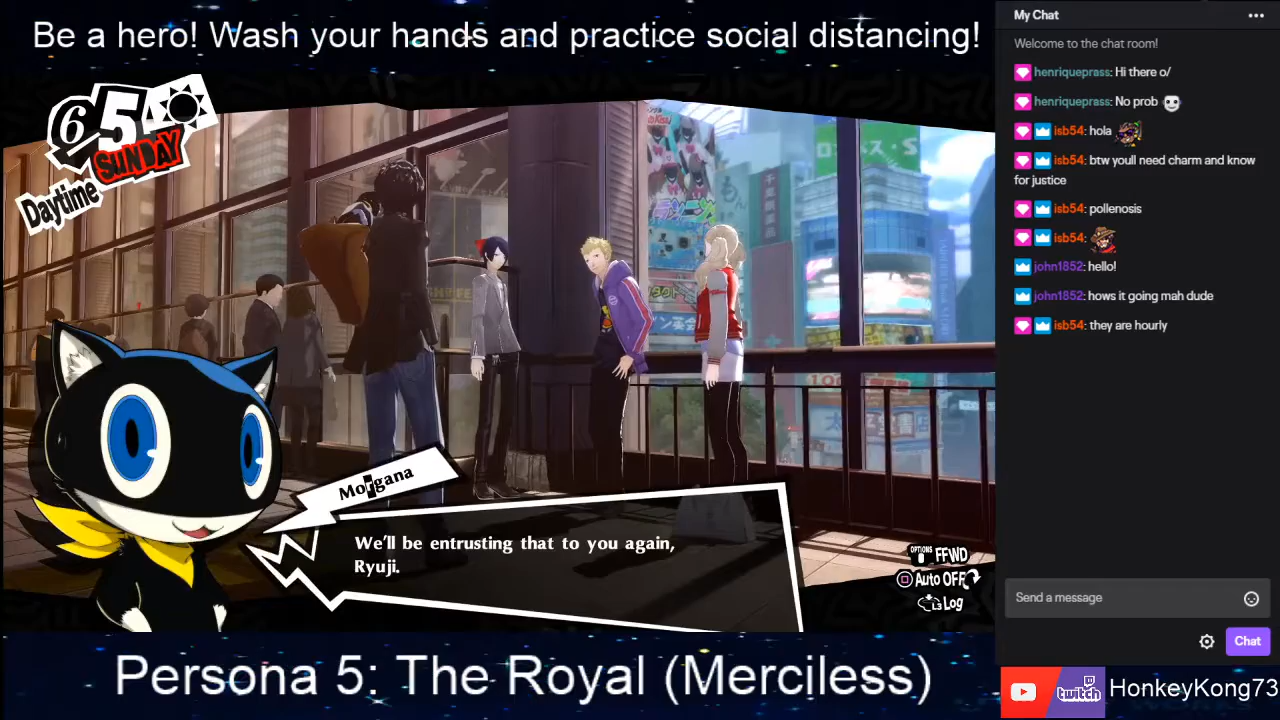 Be a hero! Wash your hands and practice social distancing!
6/5
SUNDAY
Daytime
Morgana
We'll be entrusting that to you again,
Ryuji.
OPTIONS FFWD
Auto OFF
L3 Log
Persona 5: The Royal (Merciless)
My Chat
Welcome to the chat room!
henriqueprass: Hi there o/
henriqueprass: No prob
isb54: hola
isb54: btw youll need charm and know
for justice
isb54: pollenosis
isb54:
john1852: hello!
john1852: hows it going mah dude
isb54: they are hourly
Send a message
Chat
twitch
HonkeyKong73